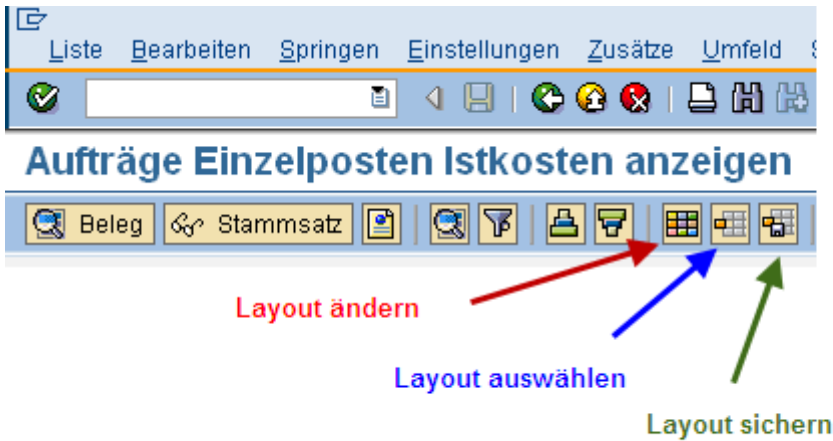 Liste Bearbeiten Springen Einstellungen Zusätze Umfeld
Aufträge Einzelposten Istkosten anzeigen
Beleg Stammsatz
Layout ändern
Layout auswählen
Layout sichern